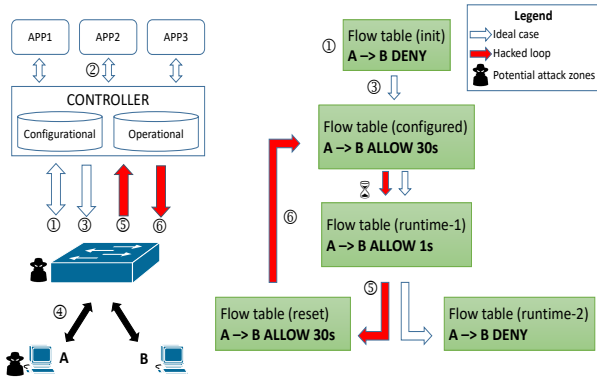 APP1
APP2
APP3
②
CONTROLLER
Configurational
Operational
①
③
⑤
⑥
④
A
B
①
Flow table (init)
A –> B DENY
③
Flow table (configured)
A –> B ALLOW 30s
⑥
Flow table (runtime-1)
A –> B ALLOW 1s
⑤
Flow table (reset)
A –> B ALLOW 30s
Flow table (runtime-2)
A –> B DENY
Legend
Ideal case
Hacked loop
Potential attack zones